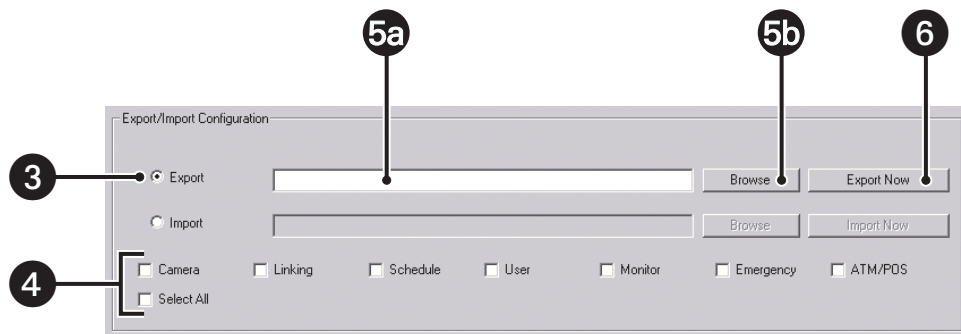 5a 5b 6
Export/Import Configuration
3 Export Browse Export Now
Import Browse Import Now
4 Camera Linking Schedule User Monitor Emergency ATM/POS
Select All